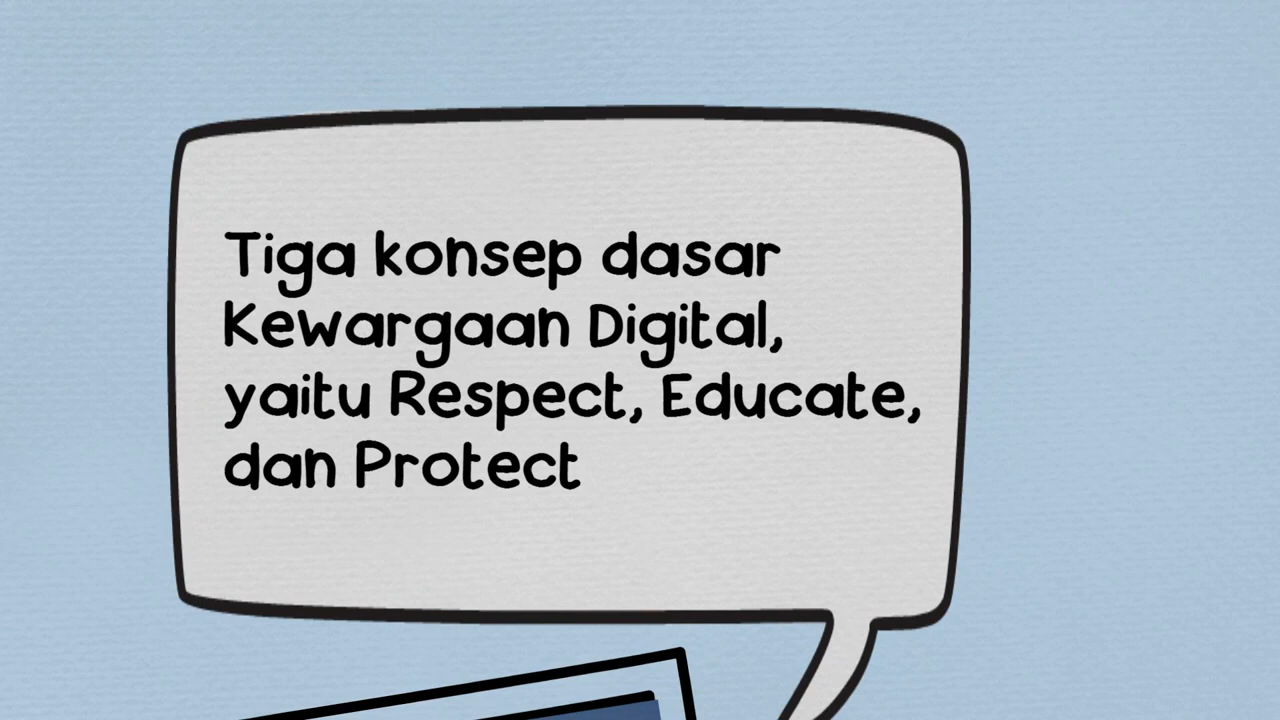 Tiga konsep dasar
Kewargaan Digital,
yaitu Respect, Educate,
dan Protect